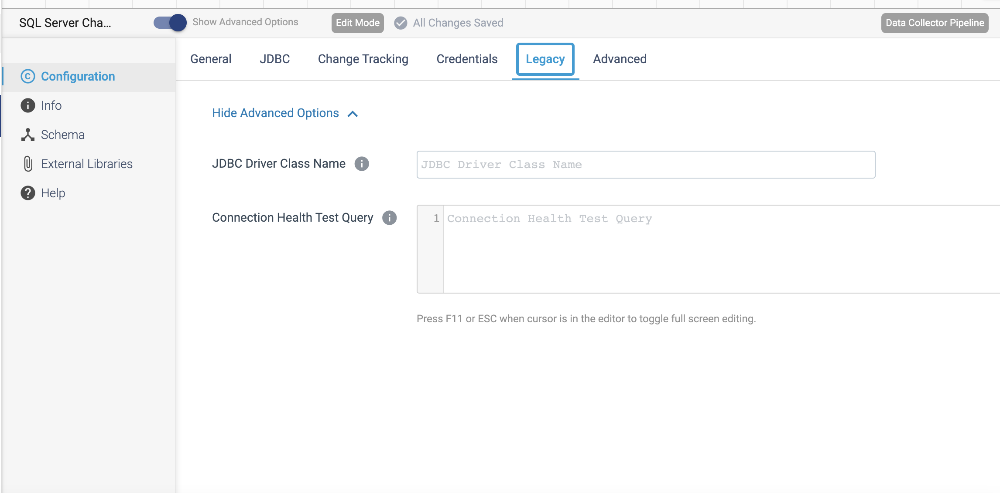 SQL Server Cha...
Show Advanced Options
Edit Mode
All Changes Saved
Data Collector Pipeline
General
JDBC
Change Tracking
Credentials
Legacy
Advanced
Configuration
Info
Schema
External Libraries
Help
Hide Advanced Options
JDBC Driver Class Name
JDBC Driver Class Name
Connection Health Test Query
1
Connection Health Test Query
Press F11 or ESC when cursor is in the editor to toggle full screen editing.